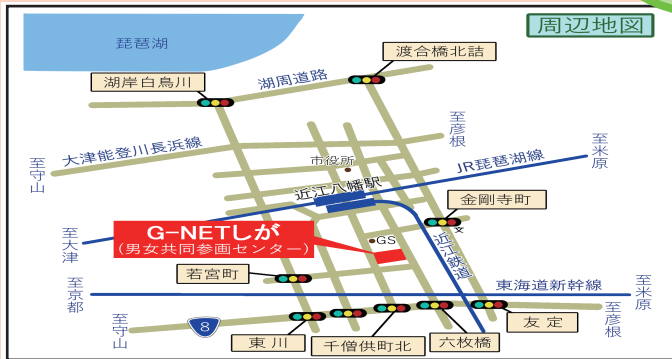 周辺地図
琵琶湖
渡合橋北詰
湖岸白鳥川
湖周道路
至彦根
至米原
大津能登川長浜線
市役所
JR琵琶湖線
至守山
近江八幡駅
金剛寺町
G-NETしが
(男女共同参画センター)
GS
近江鉄道
至大津
若宮町
至京都
東海道新幹線
至米原
至守山
8
東川
千僧供町北
六枚橋
友定
至彦根